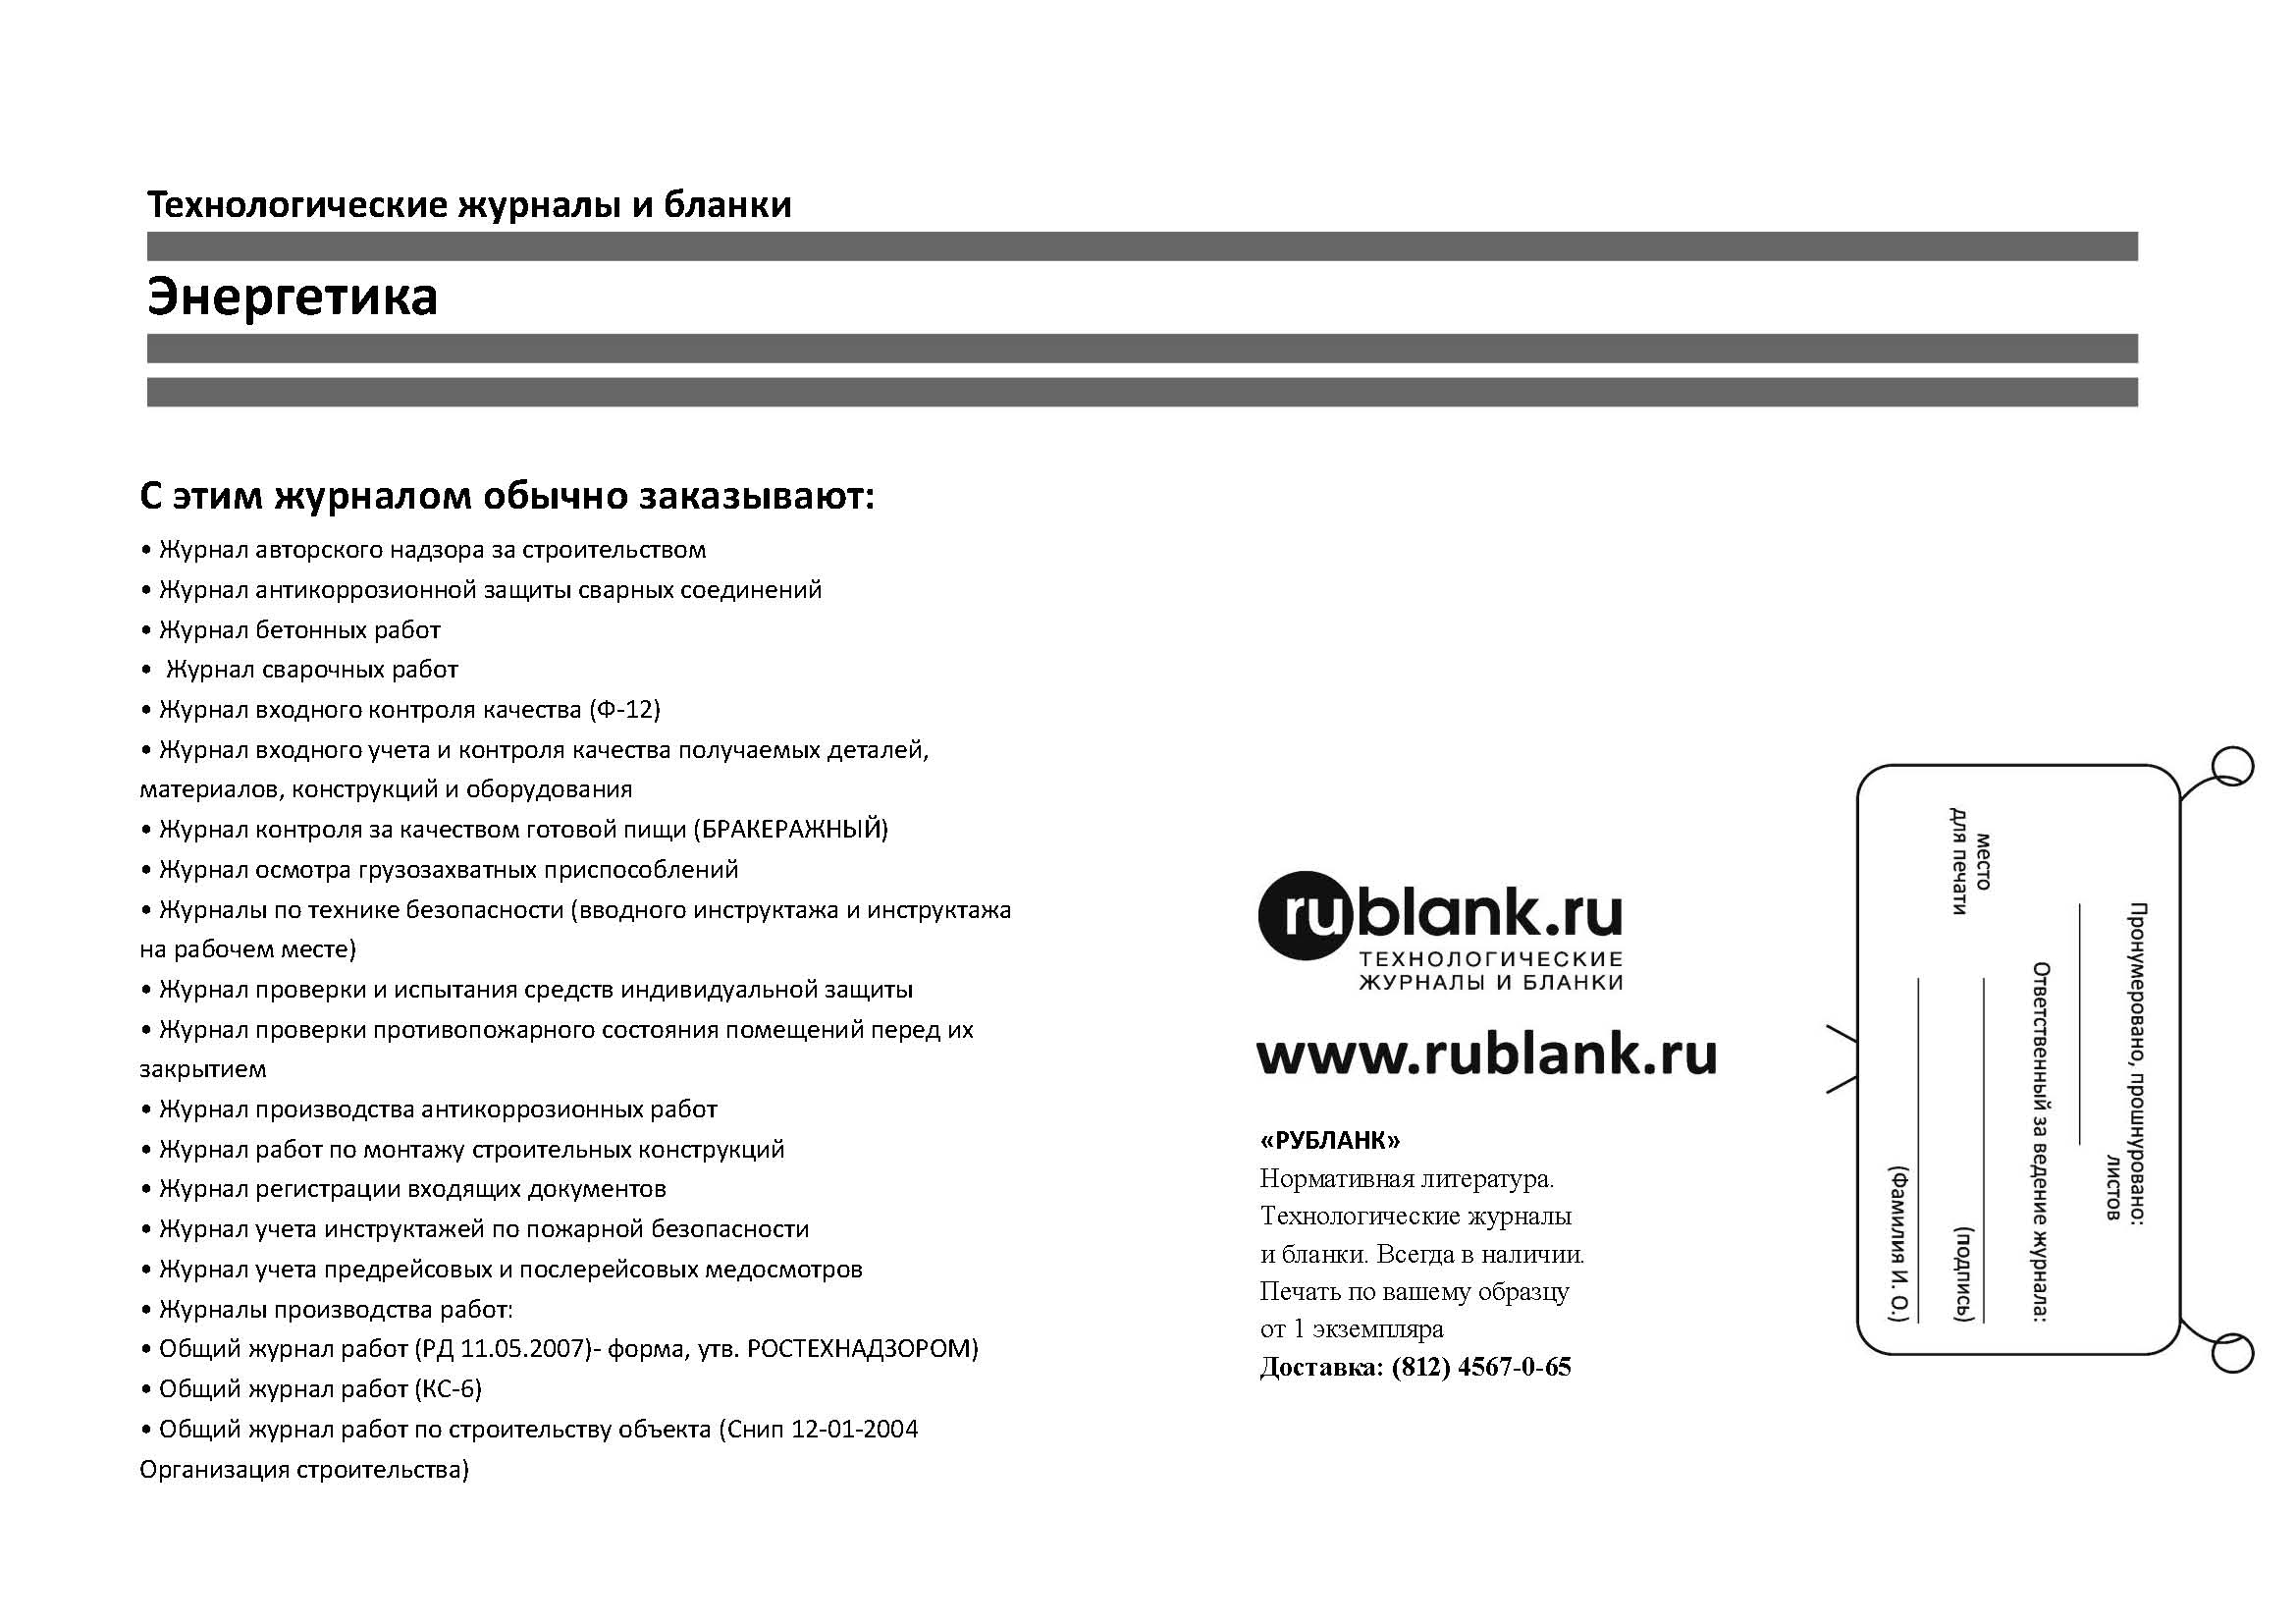 Технологические журналы и бланки
Энергетика
С этим журналом обычно заказывают:
• Журнал авторского надзора за строительством
• Журнал антикоррозионной защиты сварных соединений
• Журнал бетонных работ
•  Журнал сварочных работ
• Журнал входного контроля качества (Ф-12)
• Журнал входного учета и контроля качества получаемых деталей,
материалов, конструкций и оборудования
• Журнал контроля за качеством готовой пищи (БРАКЕРАЖНЫЙ)
• Журнал осмотра грузозахватных приспособлений
• Журналы по технике безопасности (вводного инструктажа и инструктажа
на рабочем месте)
• Журнал проверки и испытания средств индивидуальной защиты
• Журнал проверки противопожарного состояния помещений перед их
закрытием
• Журнал производства антикоррозионных работ
• Журнал работ по монтажу строительных конструкций
• Журнал регистрации входящих документов
• Журнал учета инструктажей по пожарной безопасности
• Журнал учета предрейсовых и послерейсовых медосмотров
• Журналы производства работ:
• Общий журнал работ (РД 11.05.2007)- форма, утв. РОСТЕХНАДЗОРОМ)
• Общий журнал работ (КС-6)
• Общий журнал работ по строительству объекта (Снип 12-01-2004
Организация строительства)
rublank.ru
ТЕХНОЛОГИЧЕСКИЕ
ЖУРНАЛЫ И БЛАНКИ
www.rublank.ru
«РУБЛАНК»
Нормативная литература.
Технологические журналы
и бланки. Всегда в наличии.
Печать по вашему образцу
от 1 экземпляра
Доставка: (812) 4567-0-65
Пронумеровано, прошнуровано:
листов
Ответственный за ведение журнала:
место
для печати
(подпись)
(Фамилия И. О.)